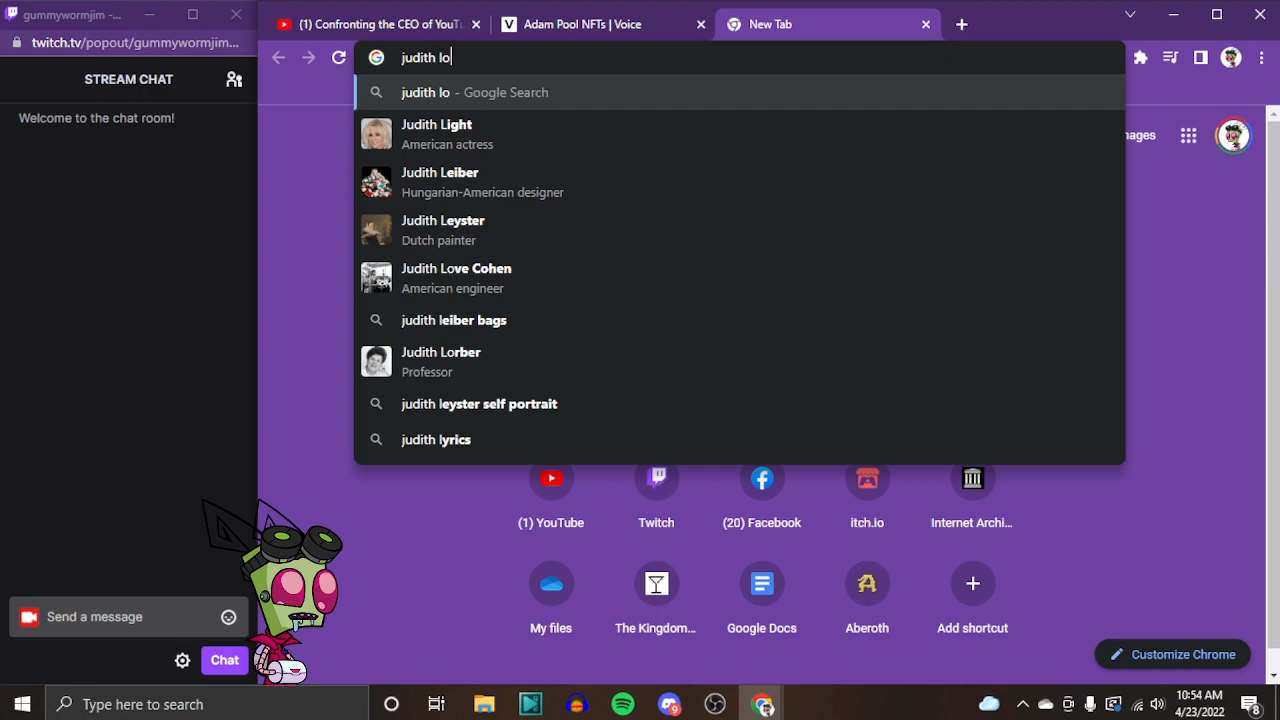 gummywormjim -...
twitch.tv/popout/gummywormjim...
STREAM CHAT
Welcome to the chat room!
Send a message
Chat
(1) Confronting the CEO of YouTu
Adam Pool NFTs | Voice
New Tab
judith lo
judith lo - Google Search
Judith Light
American actress
Judith Leiber
Hungarian-American designer
Judith Leyster
Dutch painter
Judith Love Cohen
American engineer
judith leiber bags
Judith Lorber
Professor
judith leyster self portrait
judith lyrics
mages
(1) YouTube
Twitch
(20) Facebook
itch.io
Internet Archi...
My files
The Kingdom...
Google Docs
Aberoth
Add shortcut
Customize Chrome
Type here to search
9
10:54 AM
4/23/2022
8